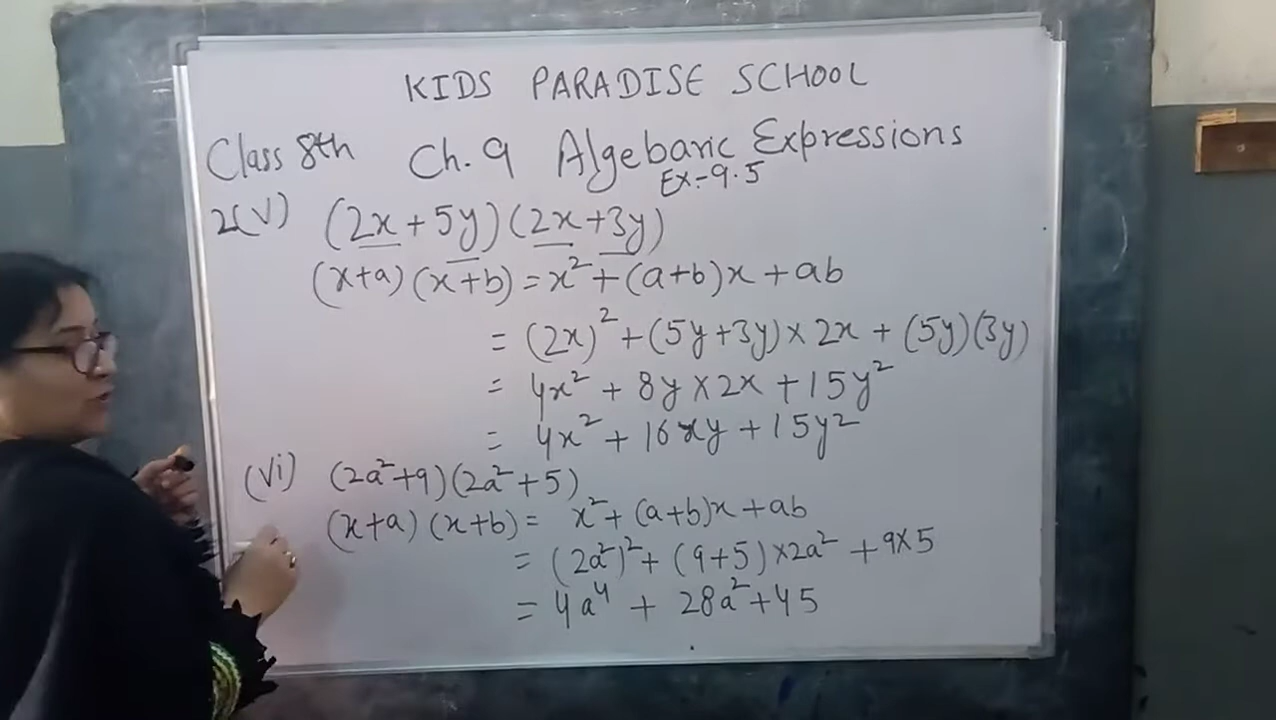 KIDS PARADISE SCHOOL
Class 8th Ch. 9 Algebaric Expressions
Ex-9.5
2(V) (2x + 5y) (2x + 3y)
(x+a) (x+b) = x² + (a+b)x + ab
= (2x)² + (5y+3y) × 2x + (5y)(3y)
= 4x² + 8y × 2x + 15y²
= 4x² + 16xy + 15y²
(Vi) (2a²+9)(2a²+5)
(x+a) (x+b) = x² + (a+b)x + ab
= (2a²)² + (9+5) × 2a² + 9×5
= 4a⁴ + 28a² + 45